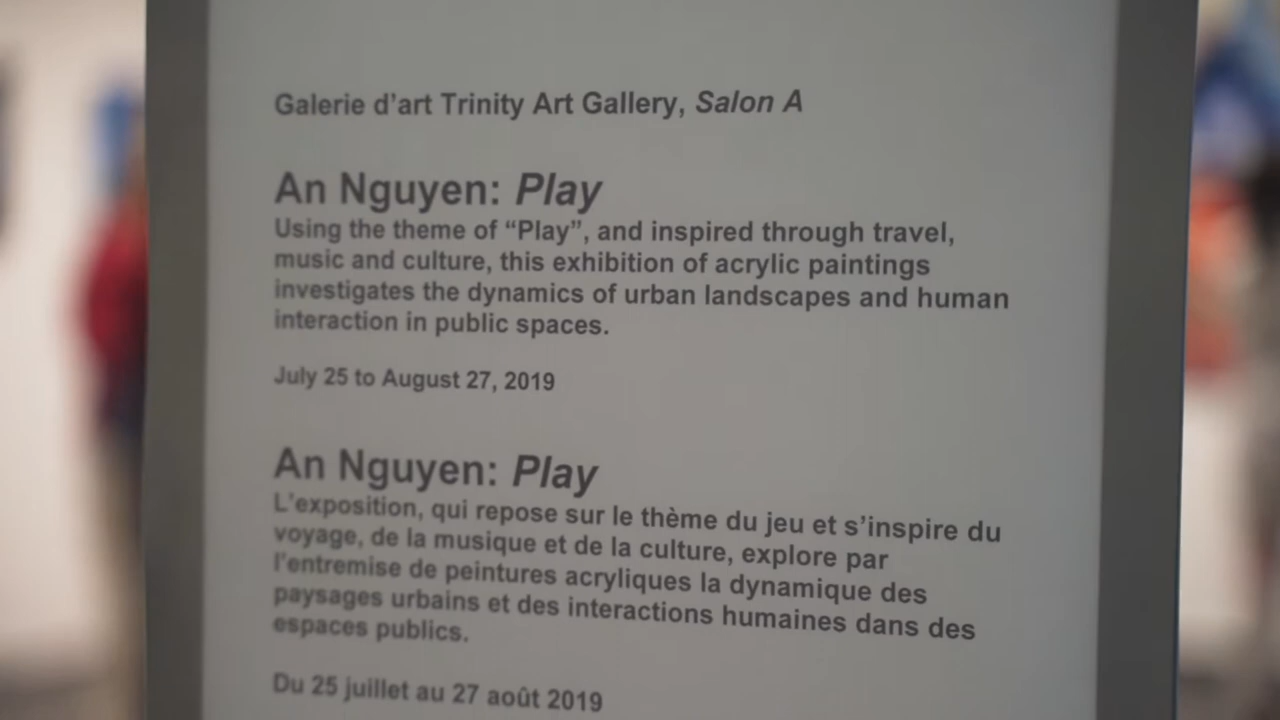 Galerie d’art Trinity Art Gallery, Salon A
An Nguyen: Play
Using the theme of “Play”, and inspired through travel,
music and culture, this exhibition of acrylic paintings
investigates the dynamics of urban landscapes and human
interaction in public spaces.
July 25 to August 27, 2019
An Nguyen: Play
L’exposition, qui repose sur le thème du jeu et s’inspire du
voyage, de la musique et de la culture, explore par
l’entremise de peintures acryliques la dynamique des
paysages urbains et des interactions humaines dans des
espaces publics.
Du 25 juillet au 27 août 2019